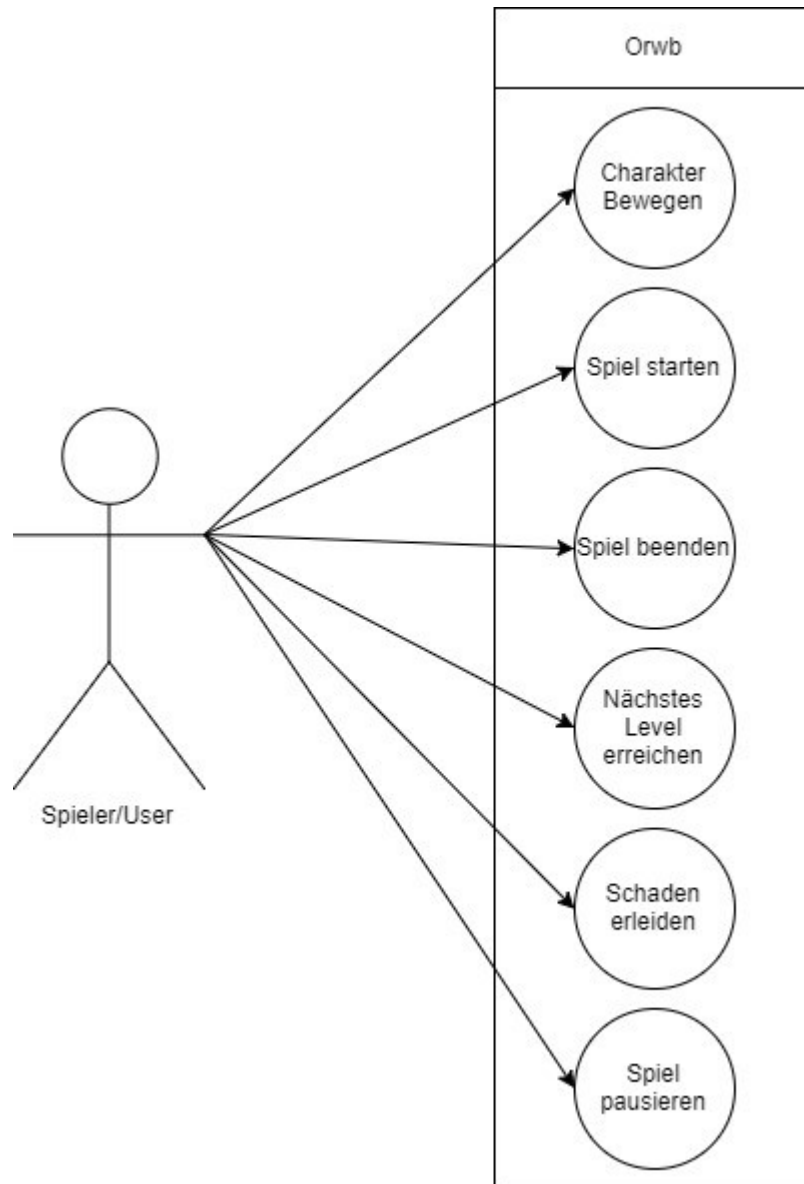 Orwb
Charakter
Bewegen
Spiel starten
Spiel beenden
Nächstes
Level
erreichen
Spieler/User
Schaden
erleiden
Spiel
pausieren